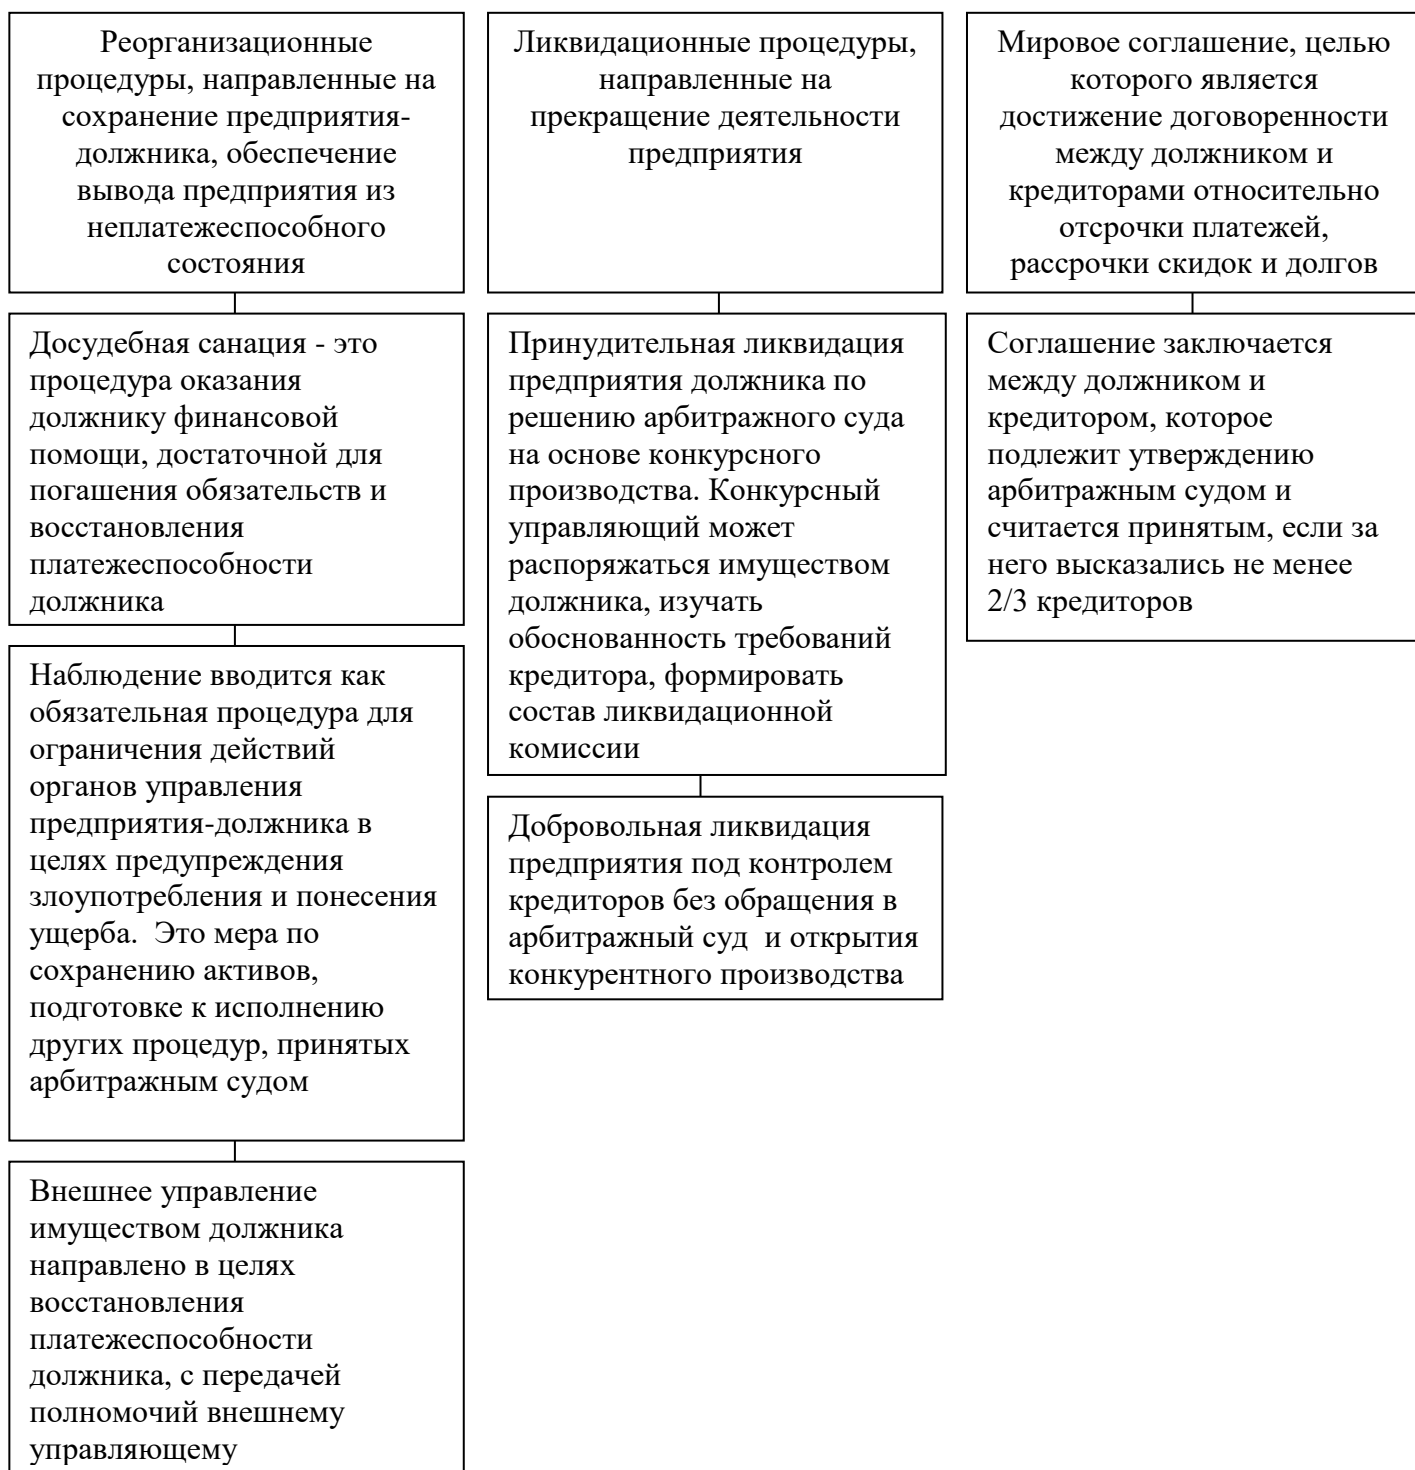 Реорганизационные
процедуры, направленные на
сохранение предприятия-
должника, обеспечение
вывода предприятия из
неплатежеспособного
состояния
Ликвидационные процедуры,
направленные на
прекращение деятельности
предприятия
Мировое соглашение, целью
которого является
достижение договоренности
между должником и
кредиторами относительно
отсрочки платежей,
рассрочки скидок и долгов
Досудебная санация - это
процедура оказания
должнику финансовой
помощи, достаточной для
погашения обязательств и
восстановления
платежеспособности
должника
Принудительная ликвидация
предприятия должника по
решению арбитражного суда
на основе конкурсного
производства. Конкурсный
управляющий может
распоряжаться имуществом
должника, изучать
обоснованность требований
кредитора, формировать
состав ликвидационной
комиссии
Соглашение заключается
между должником и
кредитором, которое
подлежит утверждению
арбитражным судом и
считается принятым, если за
него высказались не менее
2/3 кредиторов
Наблюдение вводится как
обязательная процедура для
ограничения действий
органов управления
предприятия-должника в
целях предупреждения
злоупотребления и понесения
ущерба.  Это мера по
сохранению активов,
подготовке к исполнению
других процедур, принятых
арбитражным судом
Добровольная ликвидация
предприятия под контролем
кредиторов без обращения в
арбитражный суд  и открытия
конкурентного производства
Внешнее управление
имуществом должника
направлено в целях
восстановления
платежеспособности
должника, с передачей
полномочий внешнему
управляющему